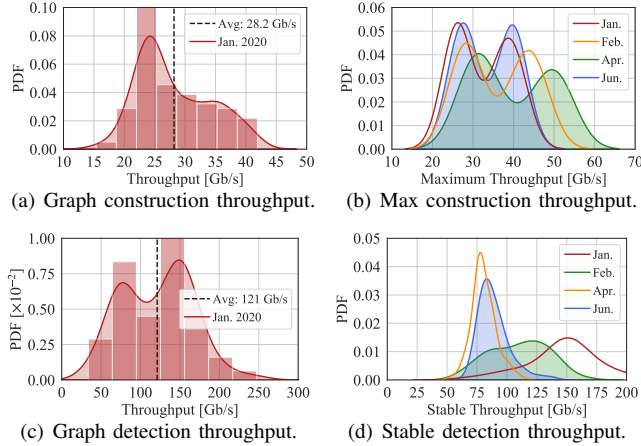 0.10
0.08
0.06
0.04
0.02
0.00
PDF
Avg: 28.2 Gb/s
Jan. 2020
10 15 20 25 30 35 40 45 50
Throughput [Gb/s]
(a) Graph construction throughput.
0.06
0.05
0.04
0.03
0.02
0.01
0.00
PDF
Jan.
Feb.
Apr.
Jun.
10 20 30 40 50 60 70
Maximum Throughput [Gb/s]
(b) Max construction throughput.
1.00
0.75
0.50
0.25
0.00
PDF [×10⁻²]
Avg: 121 Gb/s
Jan. 2020
0 50 100 150 200 250 300
Throughput [Gb/s]
(c) Graph detection throughput.
0.05
0.04
0.03
0.02
0.01
0.00
PDF
Jan.
Feb.
Apr.
Jun.
0 25 50 75 100 125 150 175 200
Stable Throughput [Gb/s]
(d) Stable detection throughput.